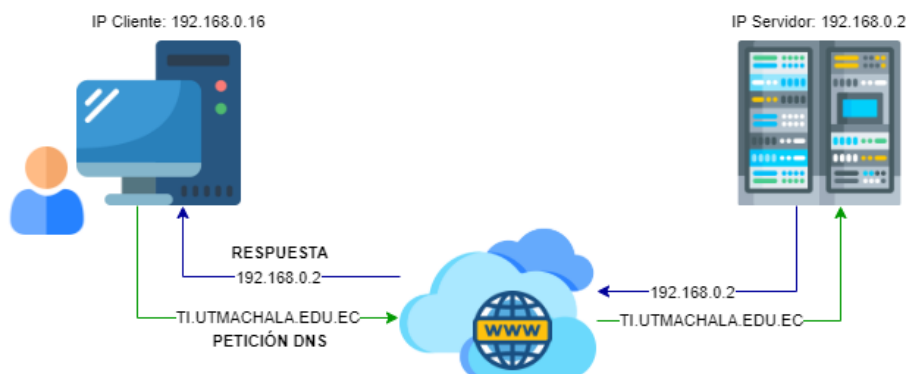 IP Cliente: 192.168.0.16
IP Servidor: 192.168.0.2
RESPUESTA
192.168.0.2
192.168.0.2
TI.UTMACHALA.EDU.EC
PETICIÓN DNS
WWW
TI.UTMACHALA.EDU.EC